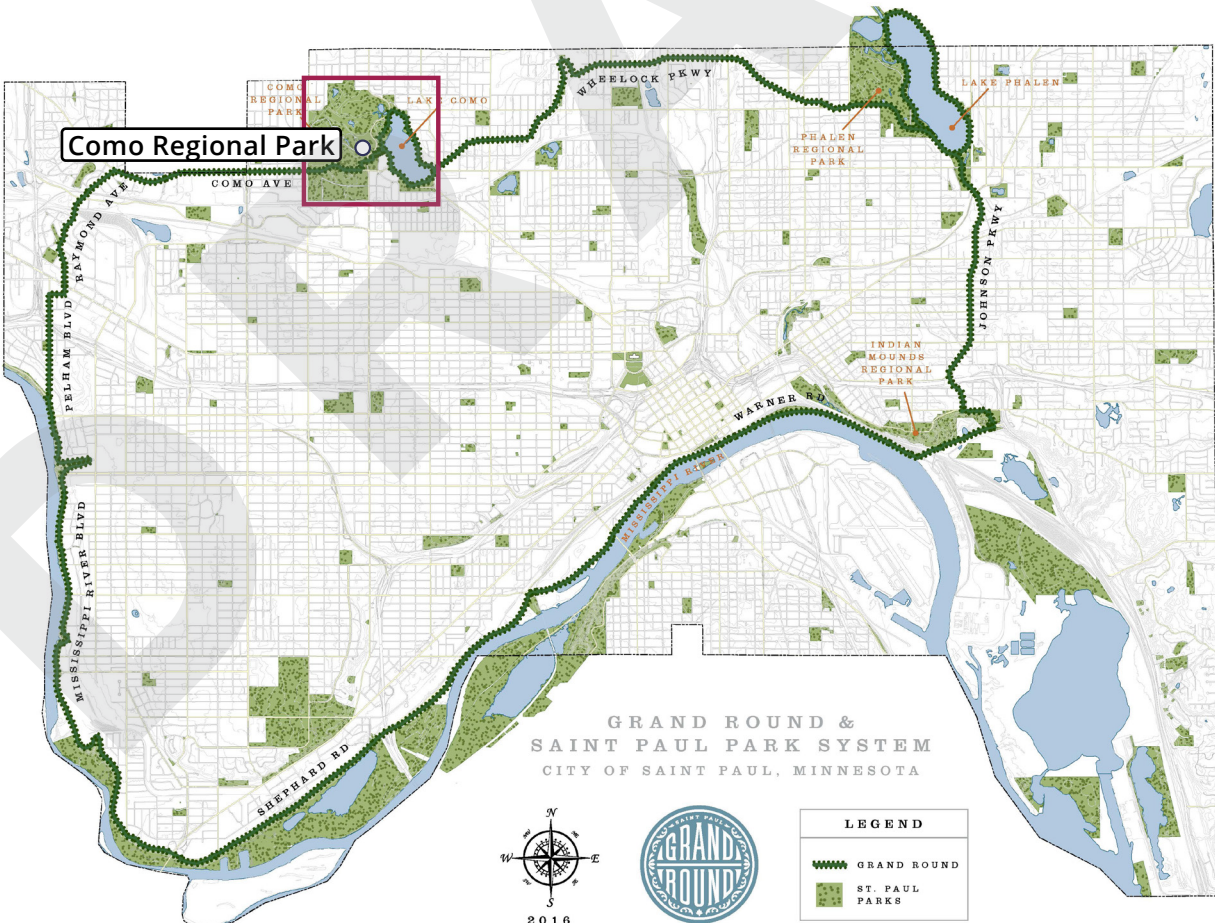 COMO
REGIONAL
PARK
LAKE COMO
Como Regional Park
COMO AVE
RAYMOND AVE
WHEELOCK PKWY
LAKE PHALEN
PHALEN
REGIONAL
PARK
JOHNSON PKWY
PELHAM BLVD
INDIAN
MOUNDS
REGIONAL
PARK
WARNER RD
MISSISSIPPI RIVER
MISSISSIPPI RIVER BLVD
SHEPHARD RD
GRAND ROUND &
SAINT PAUL PARK SYSTEM
CITY OF SAINT PAUL, MINNESOTA
N
W
E
S
2016
SAINT PAUL
GRAND
ROUND
LEGEND
GRAND ROUND
ST. PAUL
PARKS